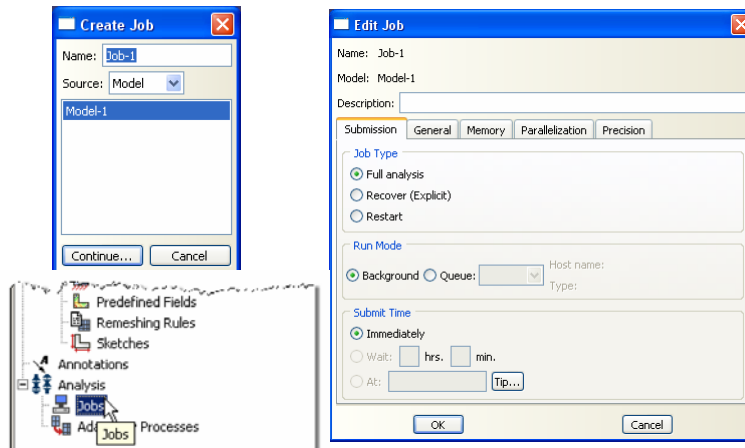 Create Job
Name: Job-1
Source: Model
Model-1
Continue... Cancel
Predefined Fields
Remeshing Rules
Sketches
Annotations
Analysis
Jobs
Processes
Jobs
Edit Job
Name: Job-1
Model: Model-1
Description:
Submission General Memory Parallelization Precision
Job Type
Full analysis
Recover (Explicit)
Restart
Run Mode
Background Queue: Host name:
Type:
Submit Time
Immediately
Wait: hrs. min.
At: Tip...
OK Cancel